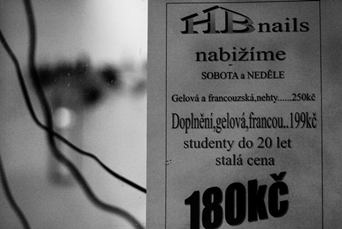 HB nails
nabižíme
SOBOTA a NEDĚLE
Gelová a francouzská,nehty......250kč
Doplnění,gelová,francou..199kč
studenty do 20 let
stalá cena
180kč